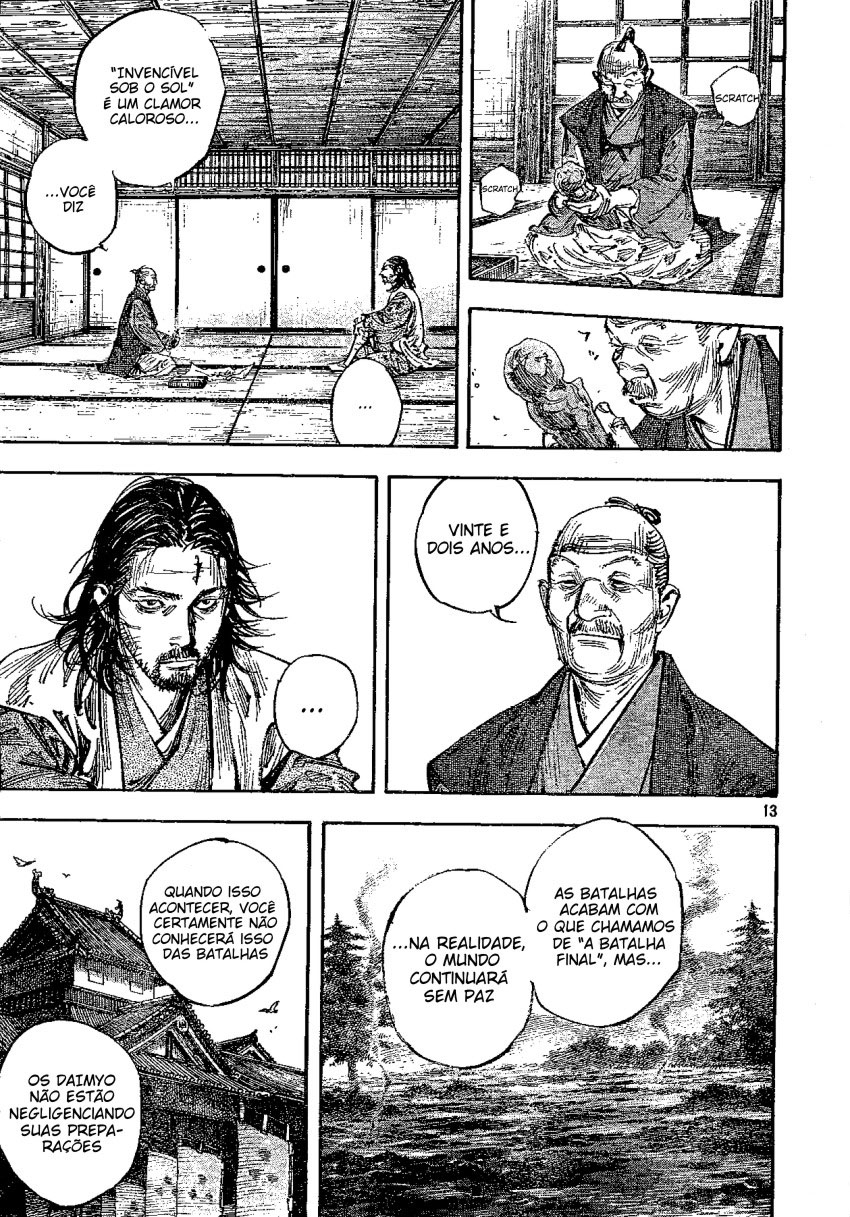 SCRATCH
SCRATCH
"INVENCÍVEL
SOB O SOL"
É UM CLAMOR
CALOROSO...
...VOCÊ
DIZ
...
VINTE E
DOIS ANOS...
...
13
AS BATALHAS
ACABAM COM
O QUE CHAMAMOS
DE "A BATALHA
FINAL", MAS...
...NA REALIDADE,
O MUNDO
CONTINUARÁ
SEM PAZ
QUANDO ISSO
ACONTECER, VOCÊ
CERTAMENTE NÃO
CONHECERÁ ISSO
DAS BATALHAS
OS DAIMYO
NÃO ESTÃO
NEGLIGENCIANDO
SUAS PREPA-
RAÇÕES